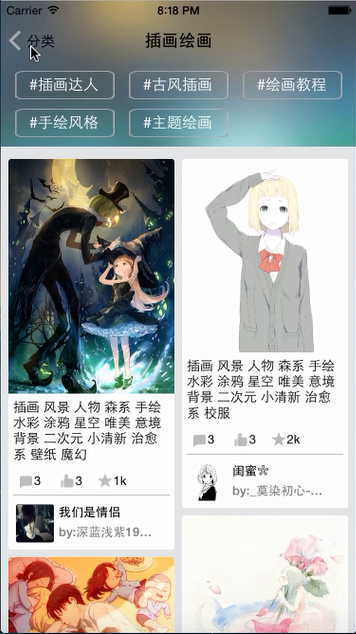 Carrier 8:18 PM
分类 插画绘画
#插画达人 #古风插画 #绘画教程
#手绘风格 #主题绘画
插画 风景 人物 森系 手绘
水彩 涂鸦 星空 唯美 意境
背景 二次元 小清新 治愈
系 壁纸 魔幻
3 3 1k
我们是情侣
by:深蓝浅紫19...
插画 风景 人物 森系 手绘
水彩 涂鸦 星空 唯美 意境
背景 二次元 小清新 治愈
系 校服
3 3 2k
闺蜜❀
by:_莫染初心-...